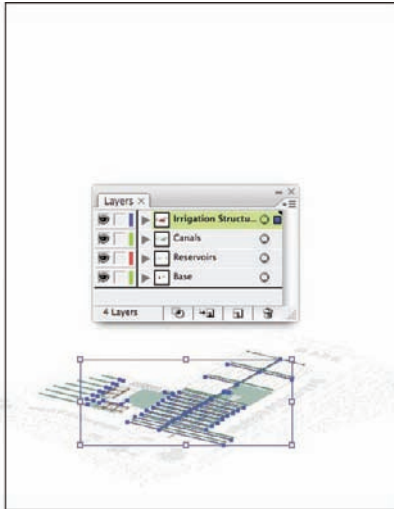 Layers ×
Irrigation Structu...
Canals
Reservoirs
Base
4 Layers